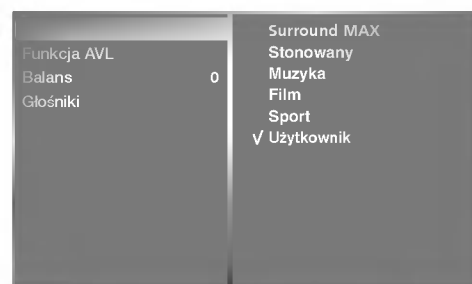 Funkcja AVL
Balans 0
Głośniki
Surround MAX
Stonowany
Muzyka
Film
Sport
√ Użytkownik